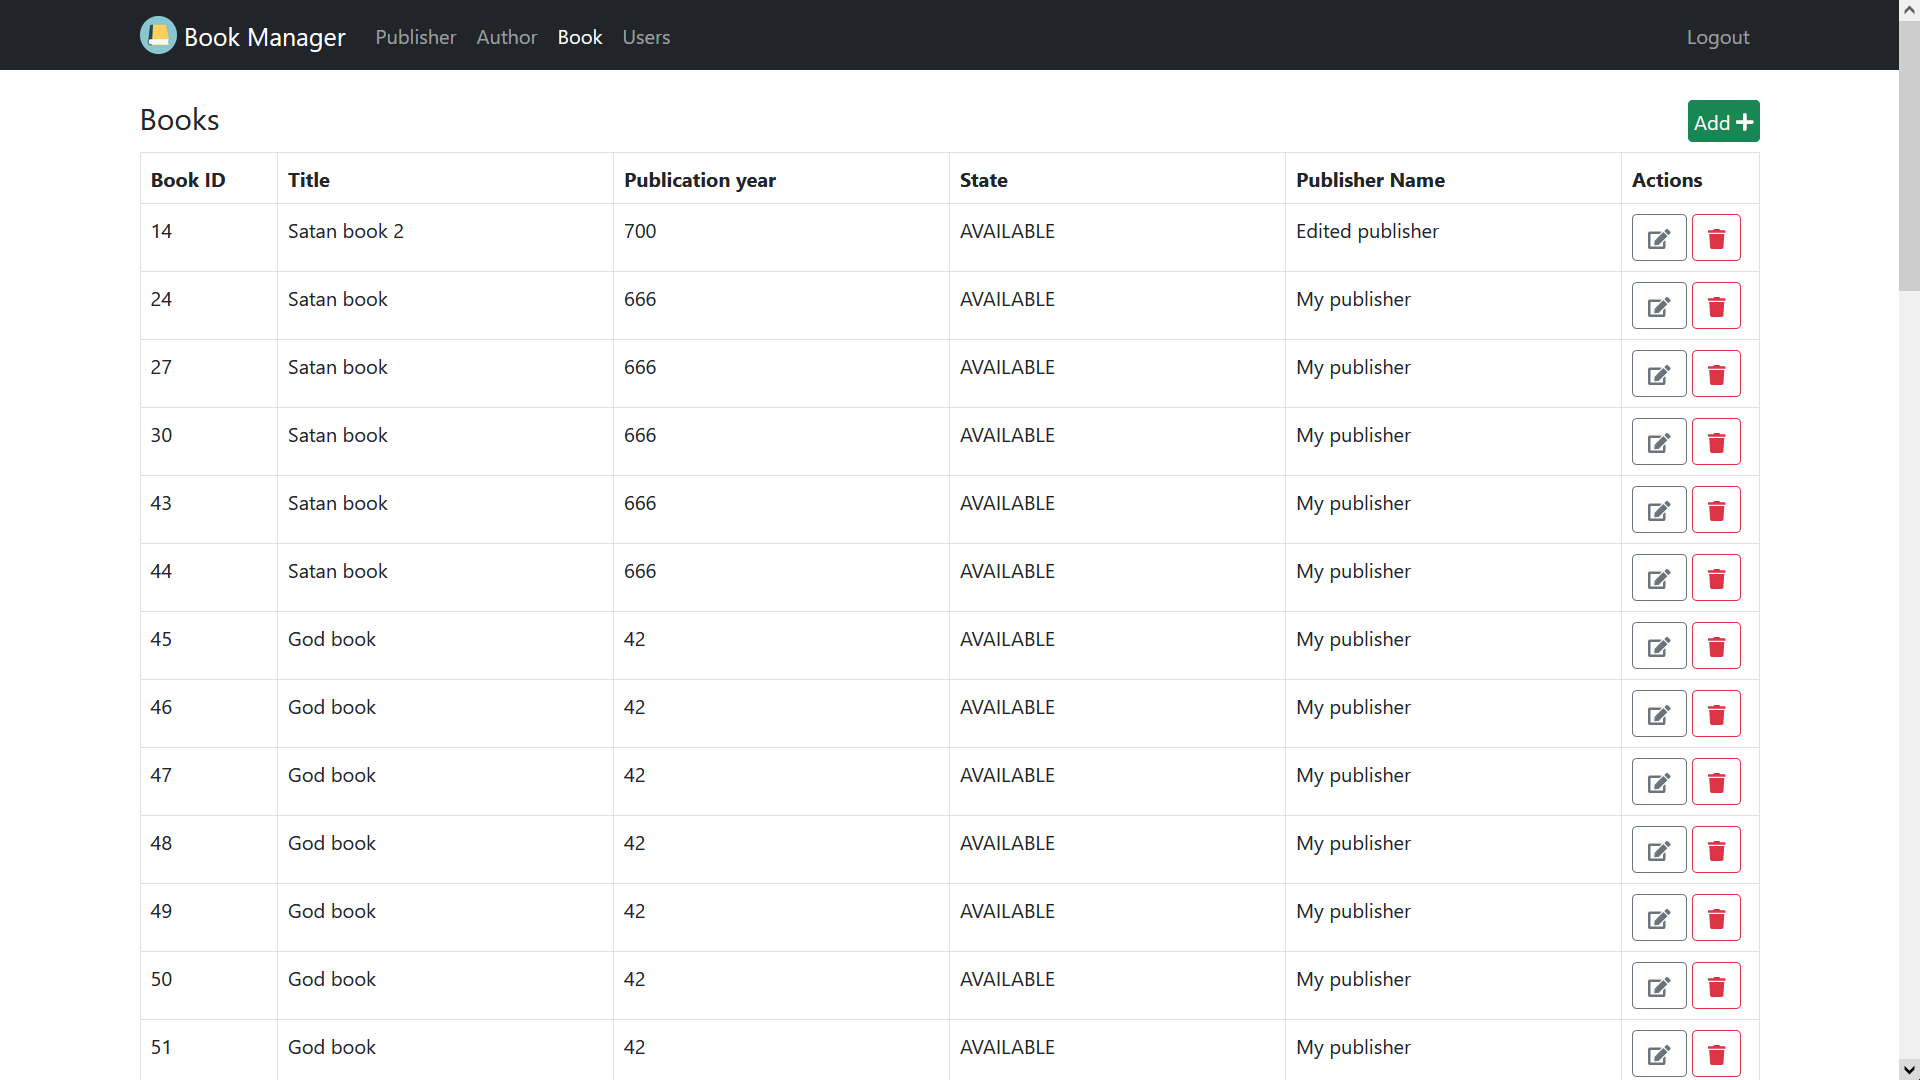 Book Manager Publisher Author Book Users Logout
Books Add
Book ID Title Publication year State Publisher Name Actions
14 Satan book 2 700 AVAILABLE Edited publisher
24 Satan book 666 AVAILABLE My publisher
27 Satan book 666 AVAILABLE My publisher
30 Satan book 666 AVAILABLE My publisher
43 Satan book 666 AVAILABLE My publisher
44 Satan book 666 AVAILABLE My publisher
45 God book 42 AVAILABLE My publisher
46 God book 42 AVAILABLE My publisher
47 God book 42 AVAILABLE My publisher
48 God book 42 AVAILABLE My publisher
49 God book 42 AVAILABLE My publisher
50 God book 42 AVAILABLE My publisher
51 God book 42 AVAILABLE My publisher